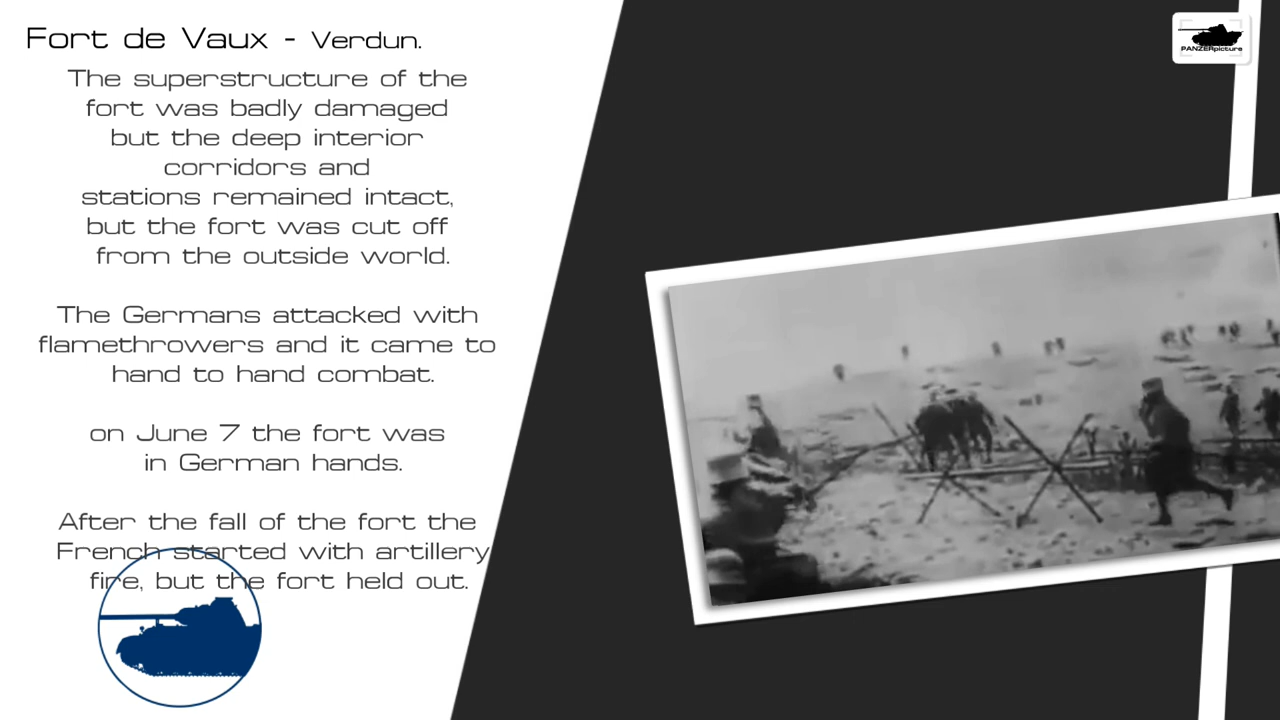 Fort de Vaux - Verdun.
The superstructure of the
fort was badly damaged
but the deep interior
corridors and
stations remained intact,
but the fort was cut off
from the outside world.
The Germans attacked with
flamethrowers and it came to
hand to hand combat.
on June 7 the fort was
in German hands.
After the fall of the fort the
French started with artillery
fire, but the fort held out.
PANZERpicture